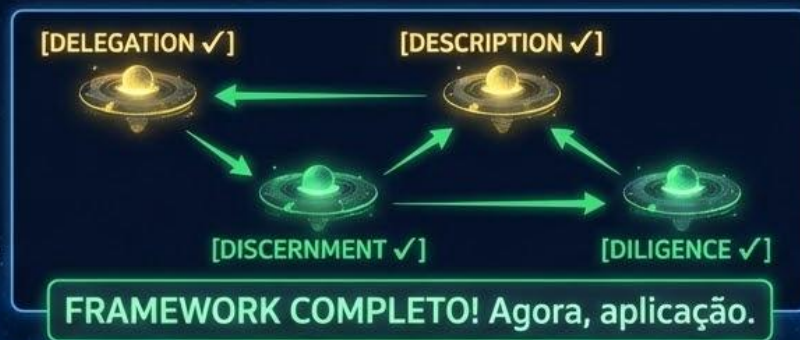 [DELEGATION ✓]
[DESCRIPTION ✓]
[DISCERNMENT ✓]
[DILIGENCE ✓]
FRAMEWORK COMPLETO! Agora, aplicação.